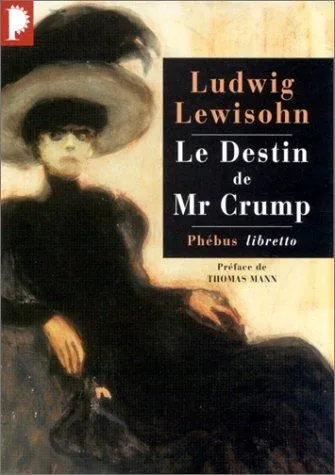 Ludwig
Lewisohn
Le Destin
de
Mr Crump
Phébus libretto
Préface de
THOMAS MANN